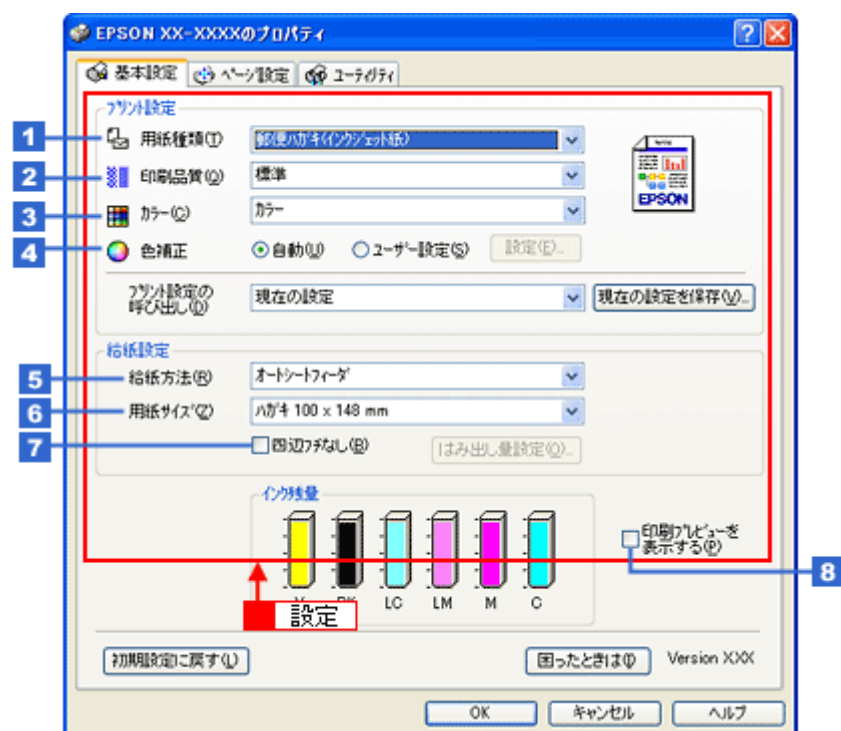 EPSON XX-XXXXのプロパティ
基本設定 ページ設定 ユーティリティ
プリント設定
1 用紙種類(T) 郵便ハガキ(インクジェット紙)
2 印刷品質(Q) 標準
EPSON
3 カラー(C) カラー
4 色補正 自動(U) ユーザー設定(S) 設定(E)...
プリント設定の
呼び出し(D) 現在の設定 現在の設定を保存(V)...
給紙設定
5 給紙方法(R) オートシートフィーダ
6 用紙サイズ(Z) ハガキ 100 x 148 mm
7 四辺フチなし(B) はみ出し量設定(O)...
インク残量
印刷プレビューを
表示する(P)
8
Y BK LC LM M C
設定
初期設定に戻す(L) 困ったときは(I) Version XXX
OK キャンセル ヘルプ